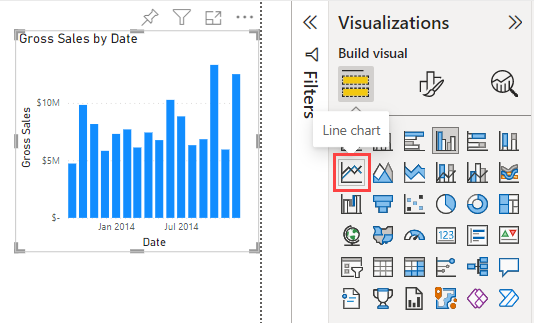 Gross Sales by Date
$10M
$5M
$-
Gross Sales
Jan 2014
Jul 2014
Date
Filters
Visualizations
Build visual
Line chart
123